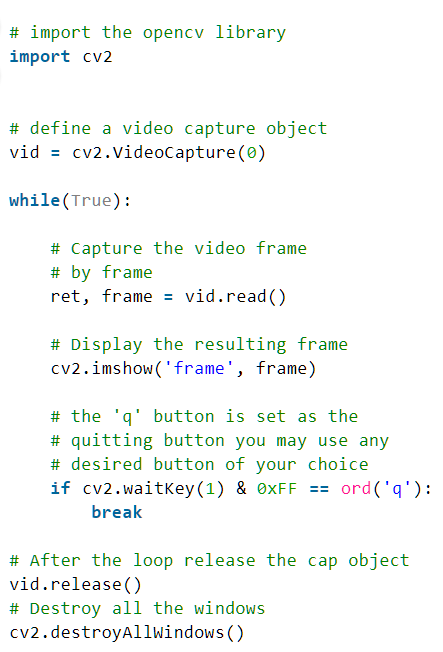 # import the opencv library
import cv2
# define a video capture object
vid = cv2.VideoCapture(0)
while(True):
# Capture the video frame
# by frame
ret, frame = vid.read()
# Display the resulting frame
cv2.imshow('frame', frame)
# the 'q' button is set as the
# quitting button you may use any
# desired button of your choice
if cv2.waitKey(1) & 0xFF == ord('q'):
break
# After the loop release the cap object
vid.release()
# Destroy all the windows
cv2.destroyAllWindows()